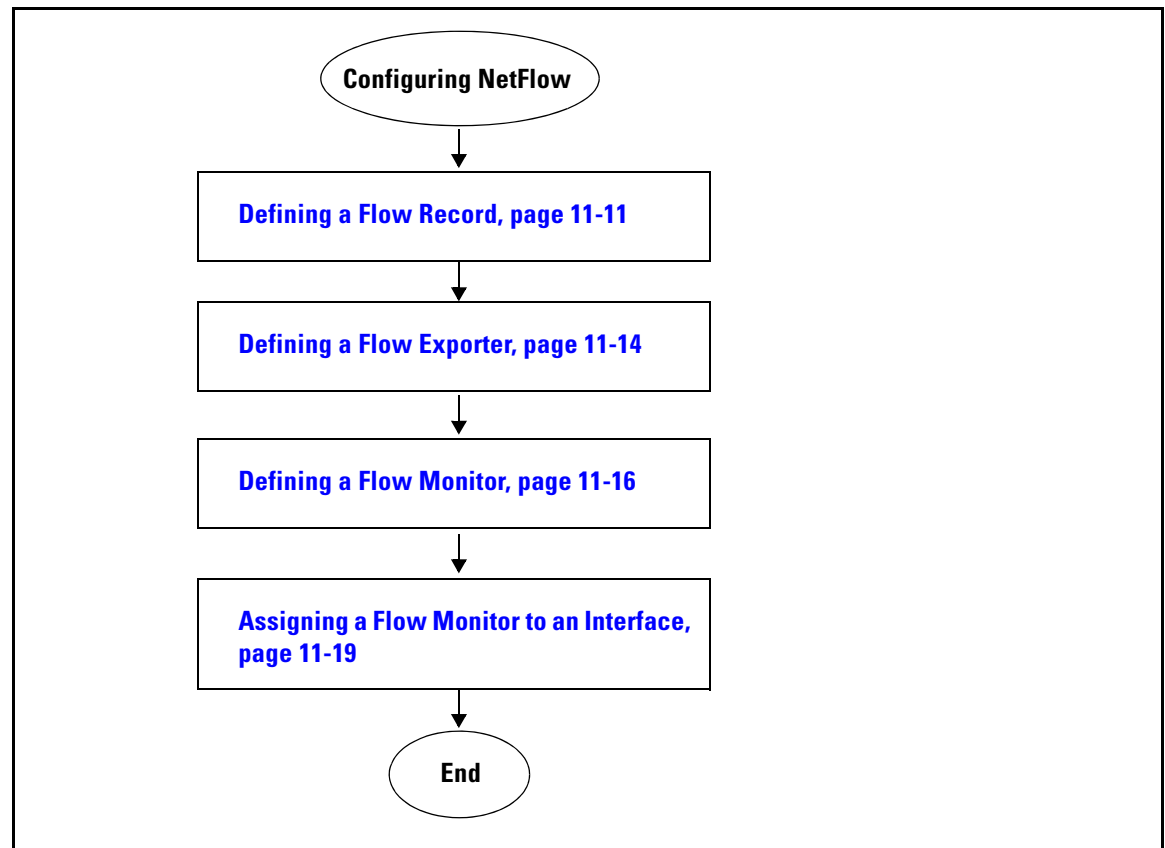 Configuring NetFlow
Defining a Flow Record, page 11-11
Defining a Flow Exporter, page 11-14
Defining a Flow Monitor, page 11-16
Assigning a Flow Monitor to an Interface,
page 11-19
End